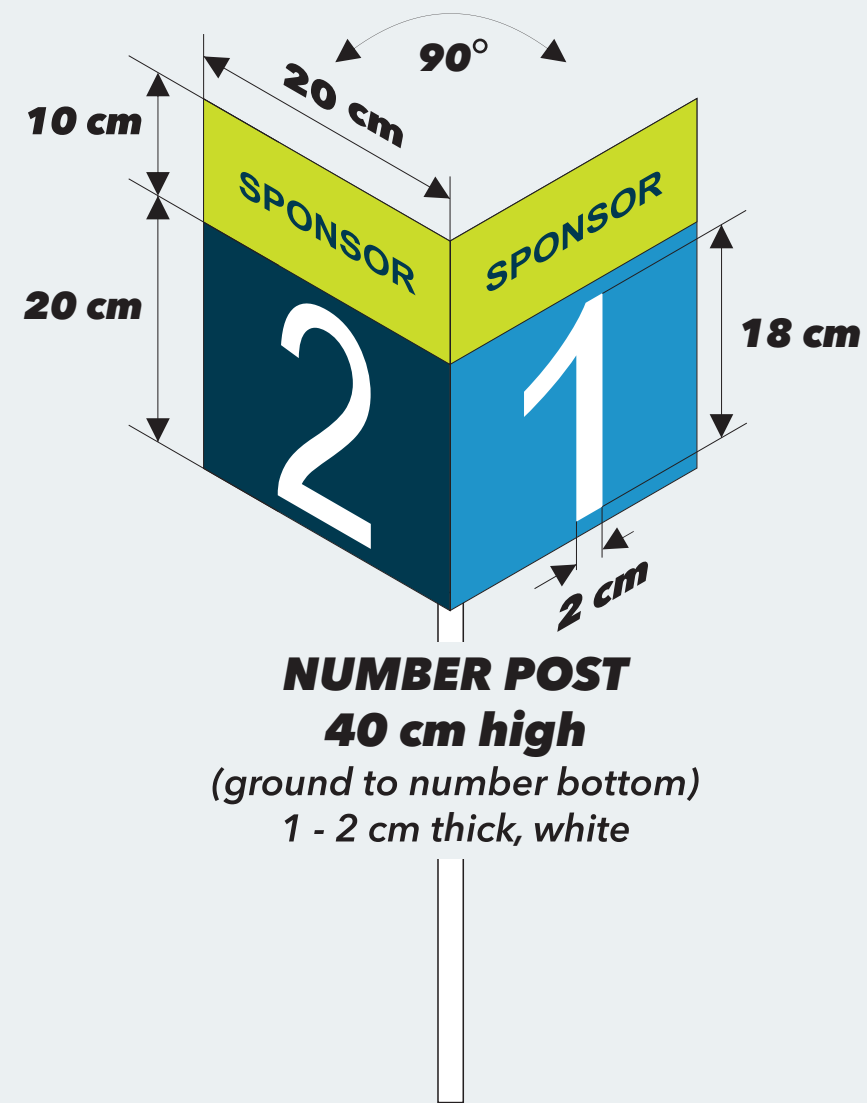 90°
20 cm
10 cm
SPONSOR
SPONSOR
20 cm
18 cm
2
1
2 cm
NUMBER POST
40 cm high
(ground to number bottom)
1 - 2 cm thick, white